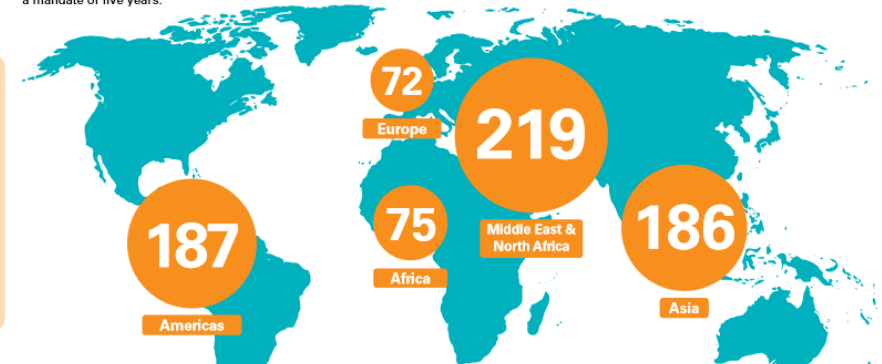 a mandate of five years.
72
Europe
219
Middle East &
North Africa
75
Africa
187
Americas
186
Asia